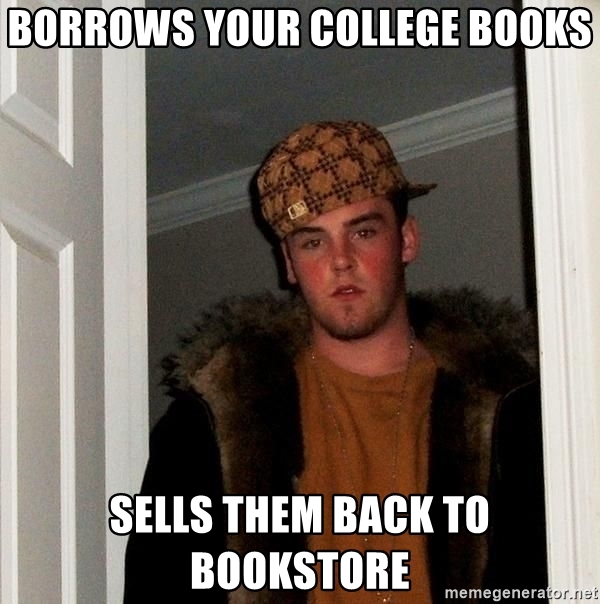 BORROWS YOUR COLLEGE BOOKS
SELLS THEM BACK TO
BOOKSTORE
memegenerator.net